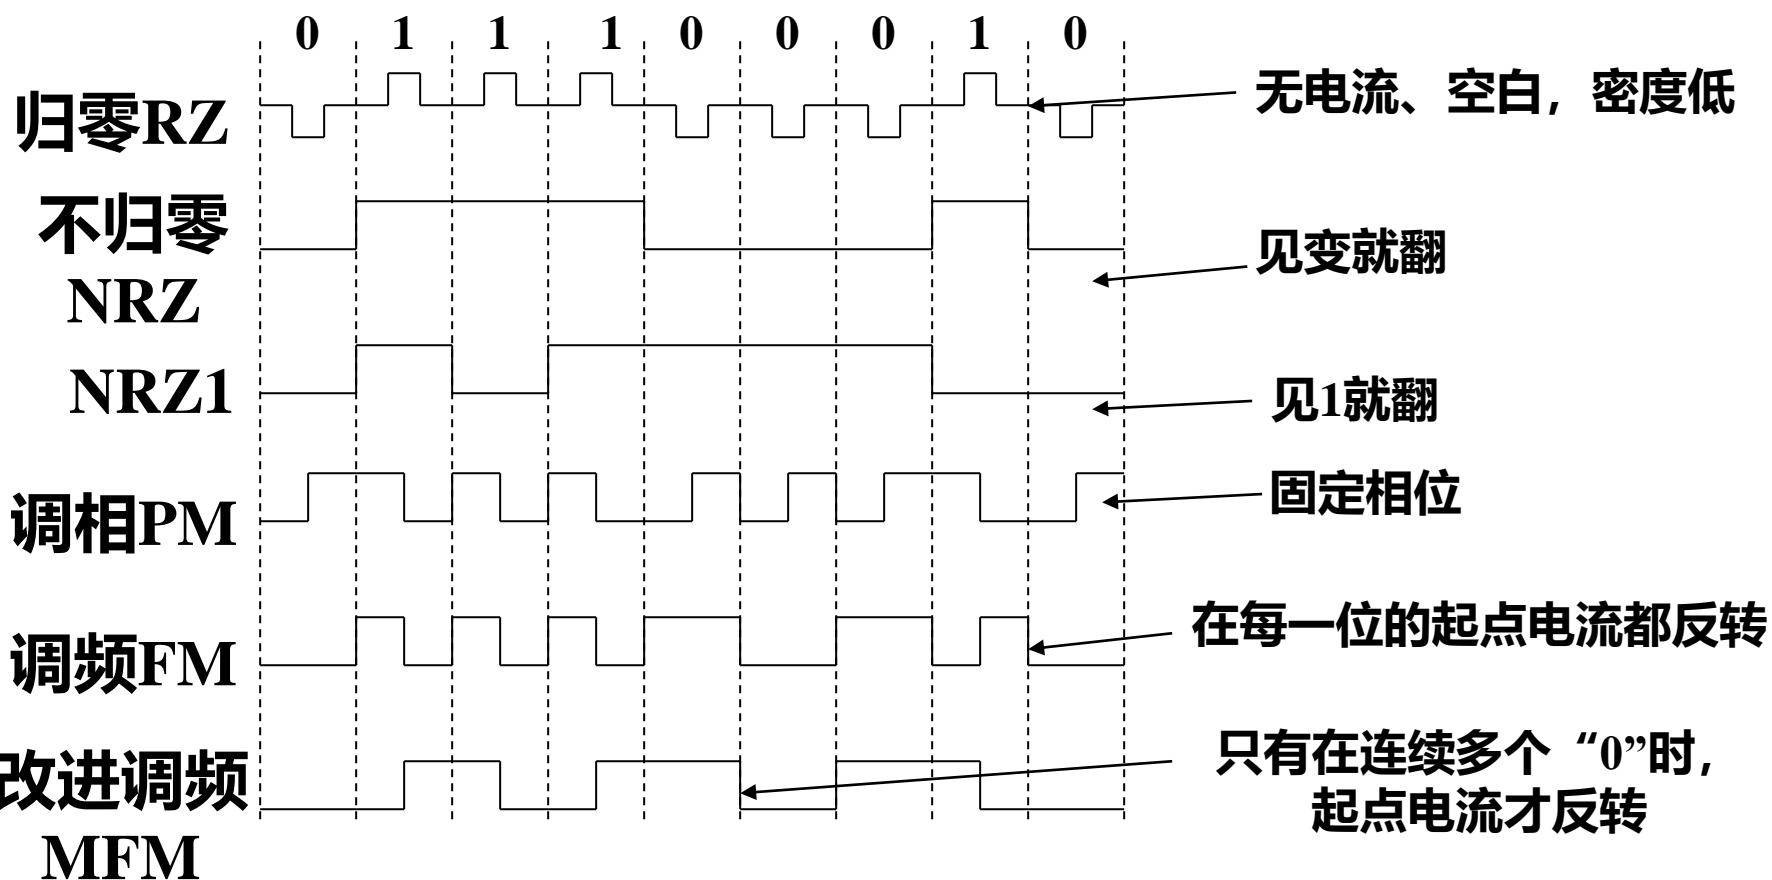 0 1 1 1 0 0 0 1 0
归零RZ
无电流、空白，密度低
不归零
NRZ
见变就翻
NRZ1
见1就翻
调相PM
固定相位
调频FM
在每一位的起点电流都反转
改进调频
MFM
只有在连续多个“0”时，
起点电流才反转